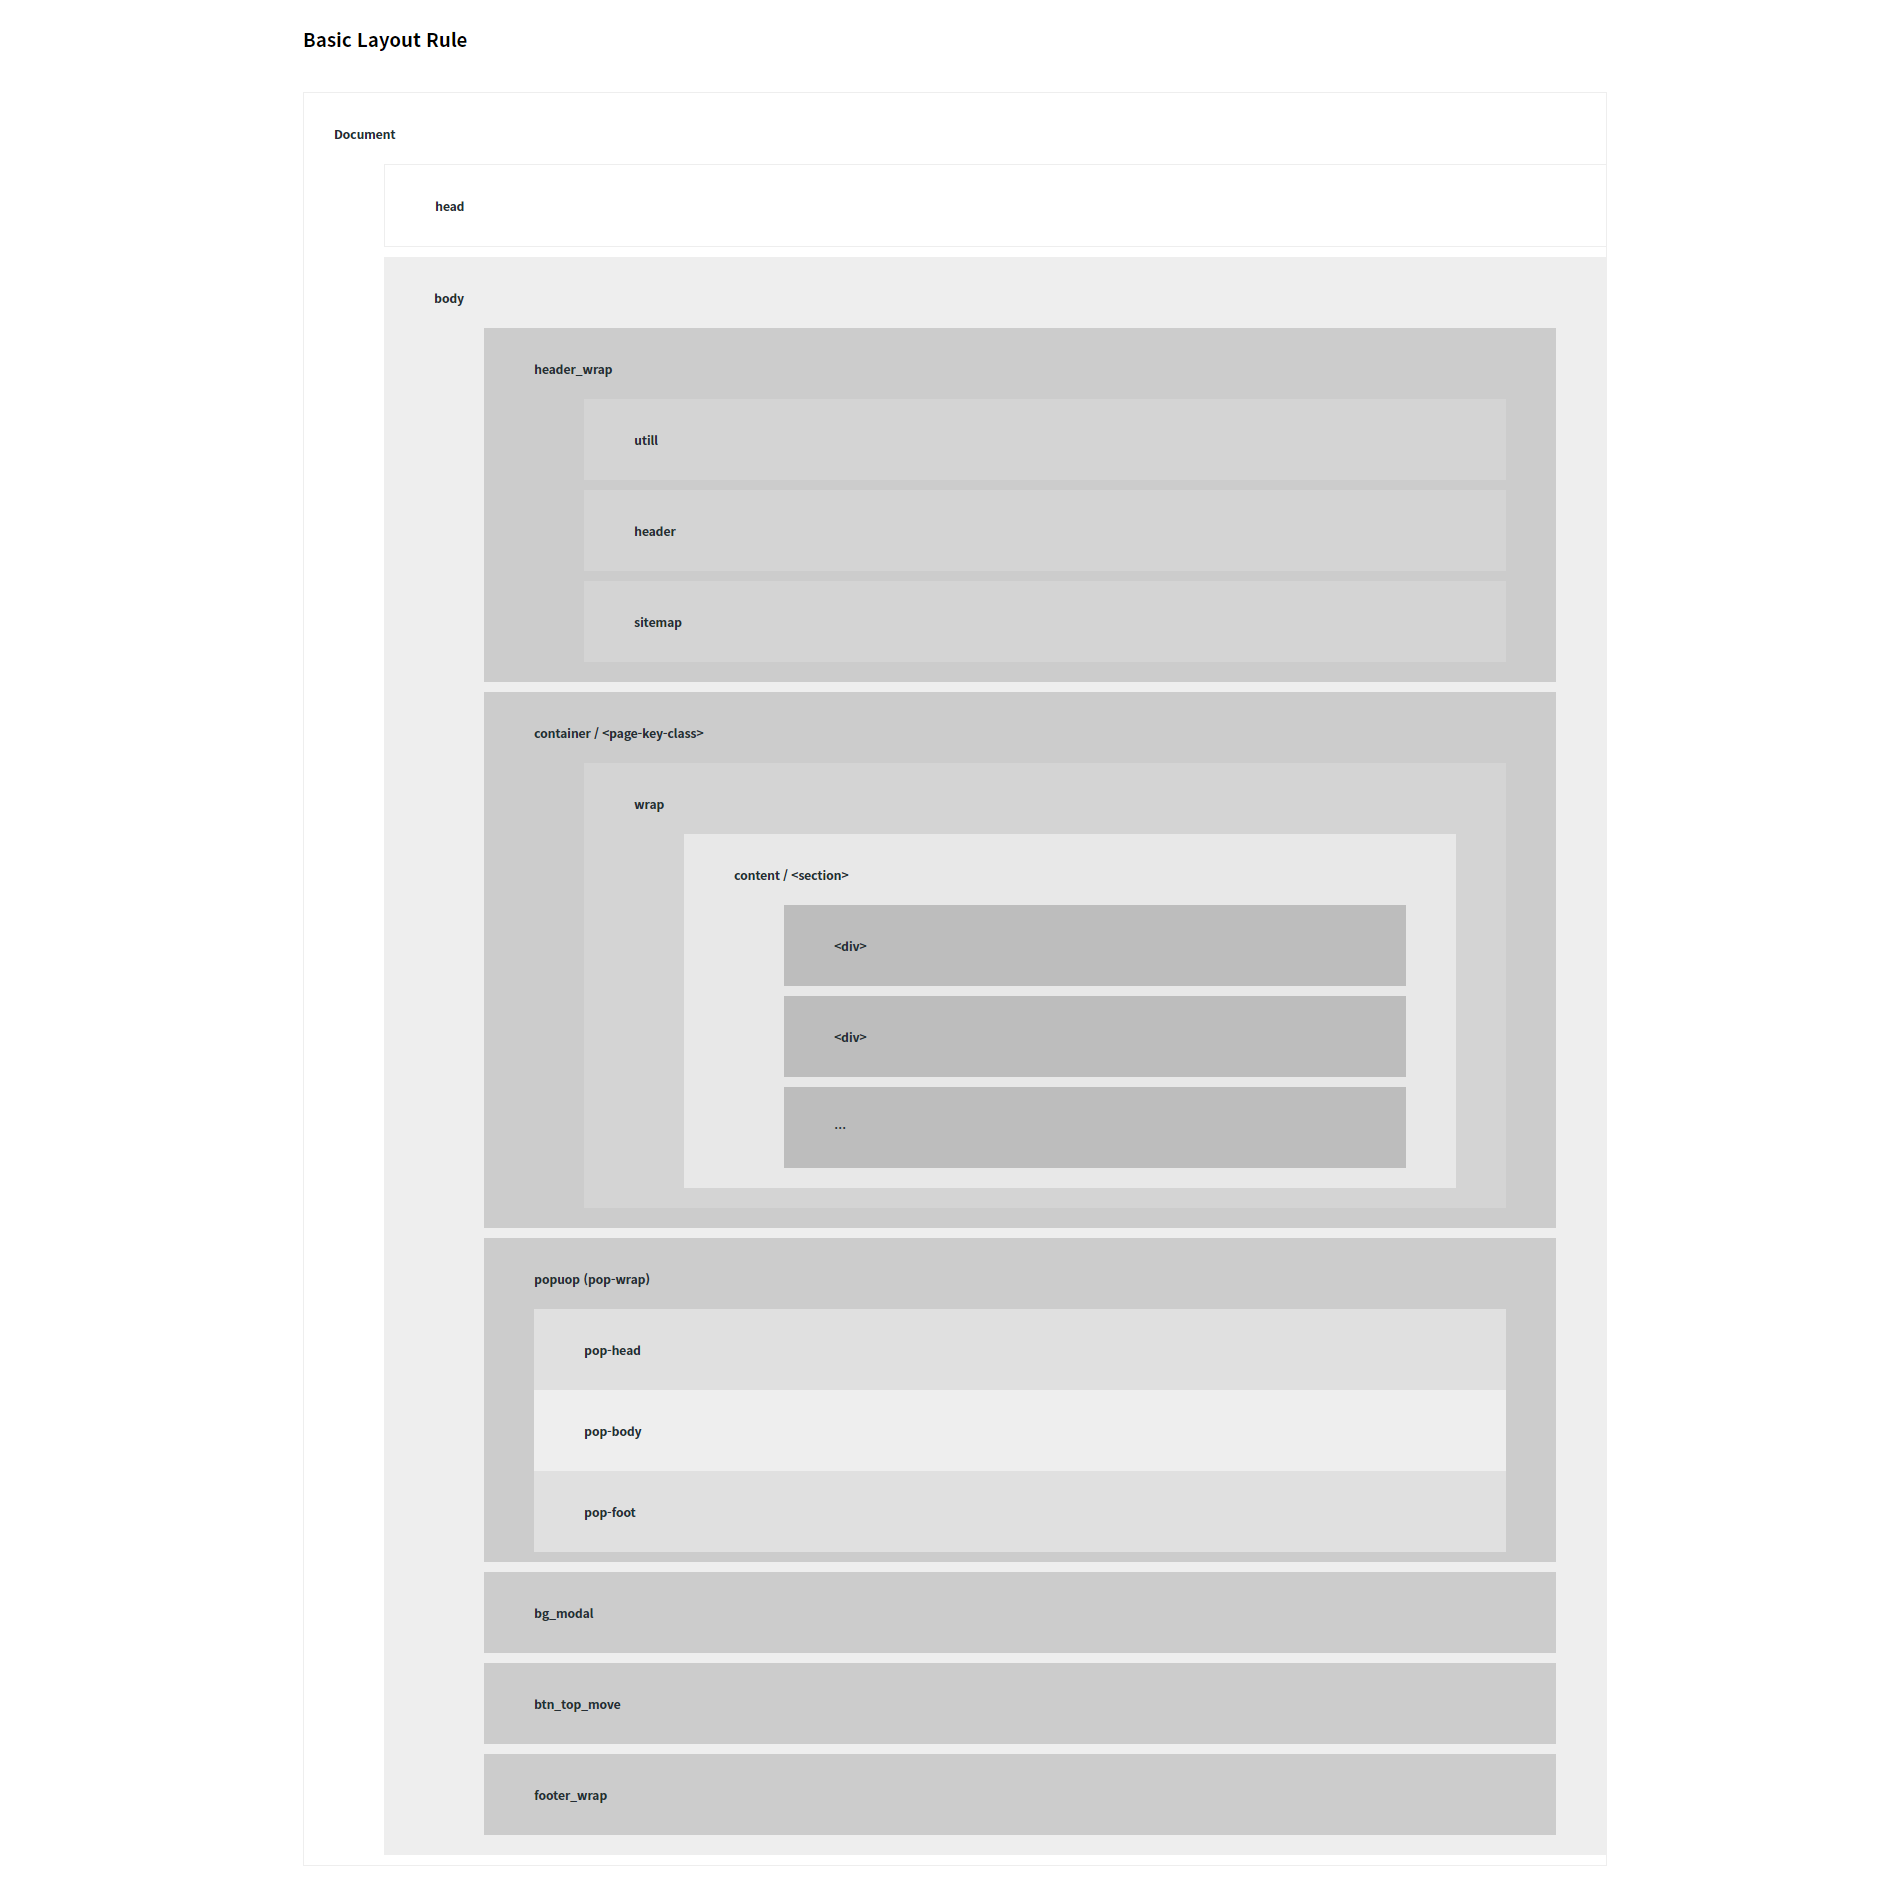 Basic Layout Rule
Document
head
body
header_wrap
utill
header
sitemap
container / <page-key-class>
wrap
content / <section>
<div>
<div>
...
popuop (pop-wrap)
pop-head
pop-body
pop-foot
bg_modal
btn_top_move
footer_wrap